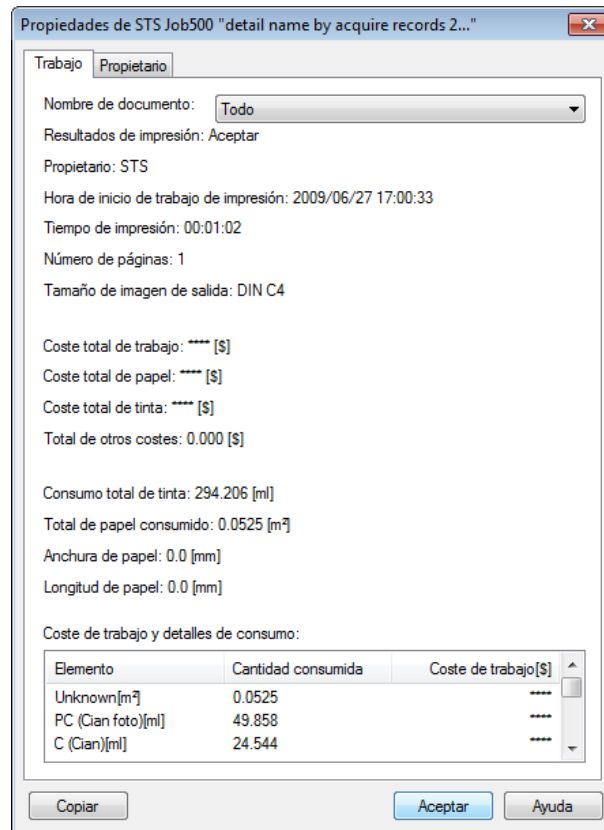 Propiedades de STS Job500 "detail name by acquire records 2..."
Trabajo Propietario
Nombre de documento: Todo
Resultados de impresión: Aceptar
Propietario: STS
Hora de inicio de trabajo de impresión: 2009/06/27 17:00:33
Tiempo de impresión: 00:01:02
Número de páginas: 1
Tamaño de imagen de salida: DIN C4
Coste total de trabajo: **** [$]
Coste total de papel: **** [$]
Coste total de tinta: **** [$]
Total de otros costes: 0.000 [$]
Consumo total de tinta: 294.206 [ml]
Total de papel consumido: 0.0525 [m²]
Anchura de papel: 0.0 [mm]
Longitud de papel: 0.0 [mm]
Coste de trabajo y detalles de consumo:
Elemento Cantidad consumida Coste de trabajo[$]
Unknown[m²] 0.0525 ****
PC (Cian foto)[ml] 49.858 ****
C (Cian)[ml] 24.544 ****
Copiar Aceptar Ayuda